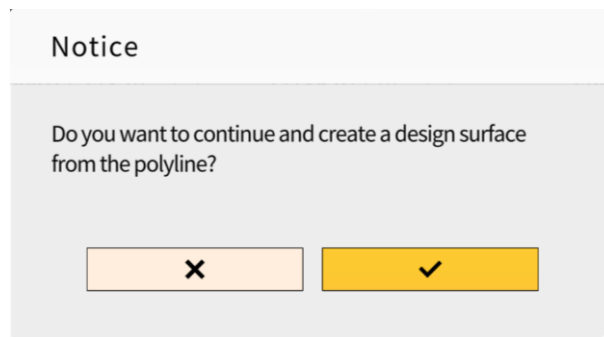 Notice
Do you want to continue and create a design surface
from the polyline?